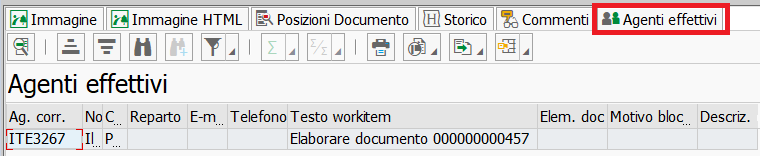 Immagine Immagine HTML Posizioni Documento Storico Commenti Agenti effettivi
Agenti effettivi
Ag. corr. No C Reparto E-m... Telefono Testo workitem Elem. doc Motivo bloc... Descriz.
ITE3267 Il... P... Elaborare documento 000000000457